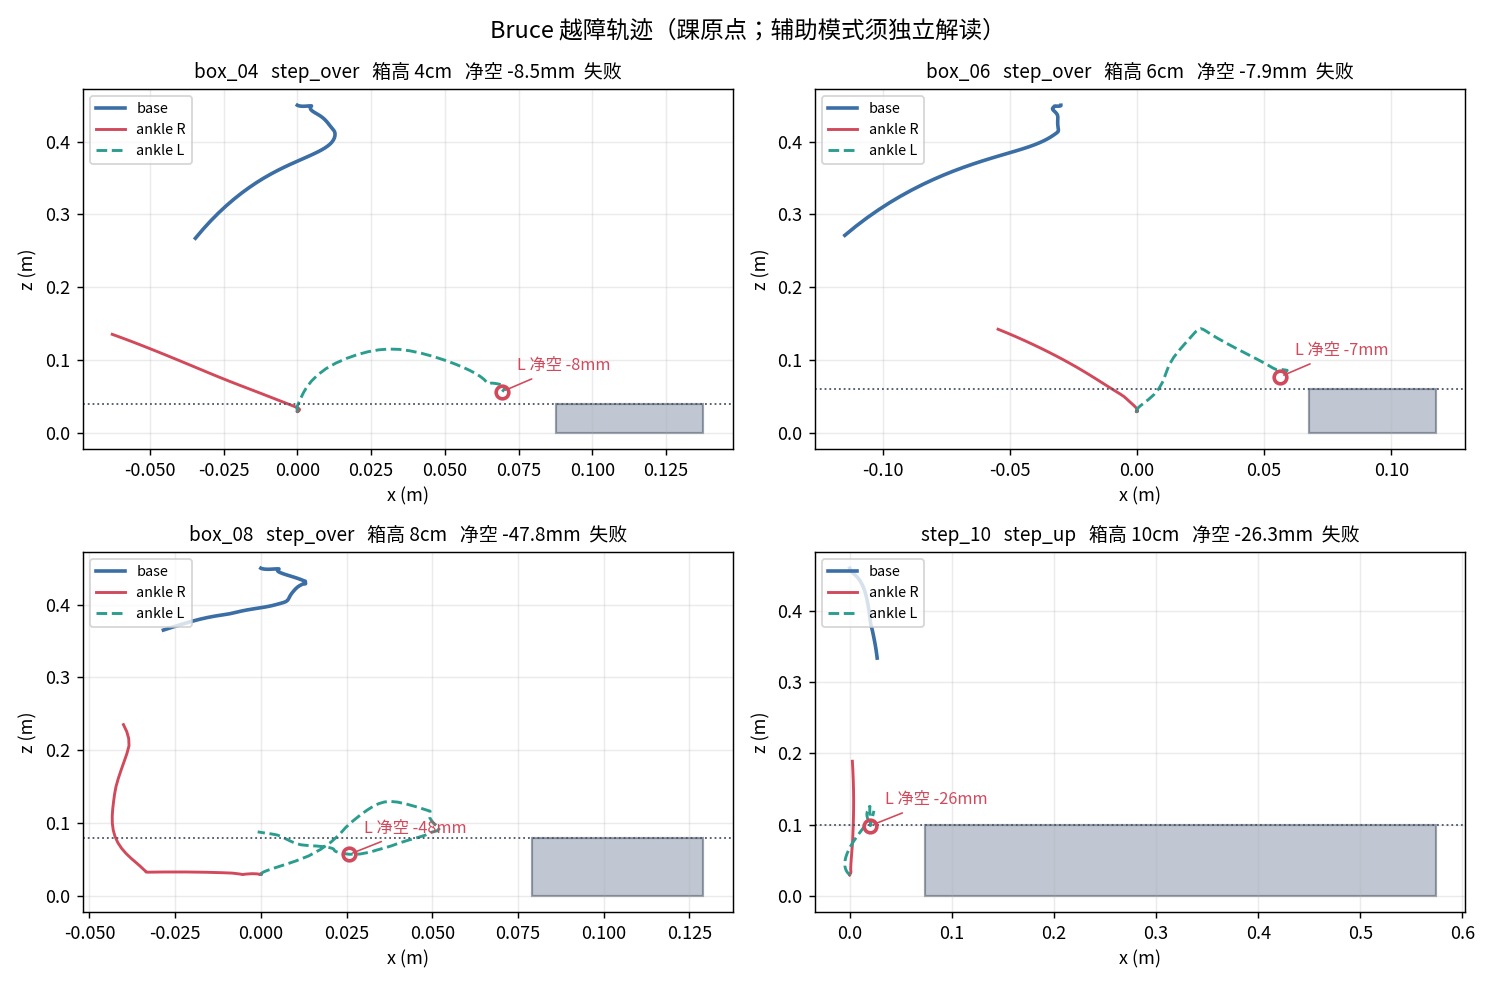 Bruce 越障轨迹（踝原点；辅助模式须独立解读）
box_04 step_over 箱高 4cm 净空 -8.5mm 失败
base
ankle R
ankle L
L 净空 -8mm
0.4
0.3
0.2
0.1
0.0
z (m)
-0.050 -0.025 0.000 0.025 0.050 0.075 0.100 0.125
x (m)
box_06 step_over 箱高 6cm 净空 -7.9mm 失败
base
ankle R
ankle L
L 净空 -7mm
0.4
0.3
0.2
0.1
0.0
z (m)
-0.10 -0.05 0.00 0.05 0.10
x (m)
box_08 step_over 箱高 8cm 净空 -47.8mm 失败
base
ankle R
ankle L
L 净空 -48mm
0.4
0.3
0.2
0.1
0.0
z (m)
-0.050 -0.025 0.000 0.025 0.050 0.075 0.100 0.125
x (m)
step_10 step_up 箱高 10cm 净空 -26.3mm 失败
base
ankle R
ankle L
L 净空 -26mm
0.4
0.3
0.2
0.1
0.0
z (m)
0.0 0.1 0.2 0.3 0.4 0.5 0.6
x (m)